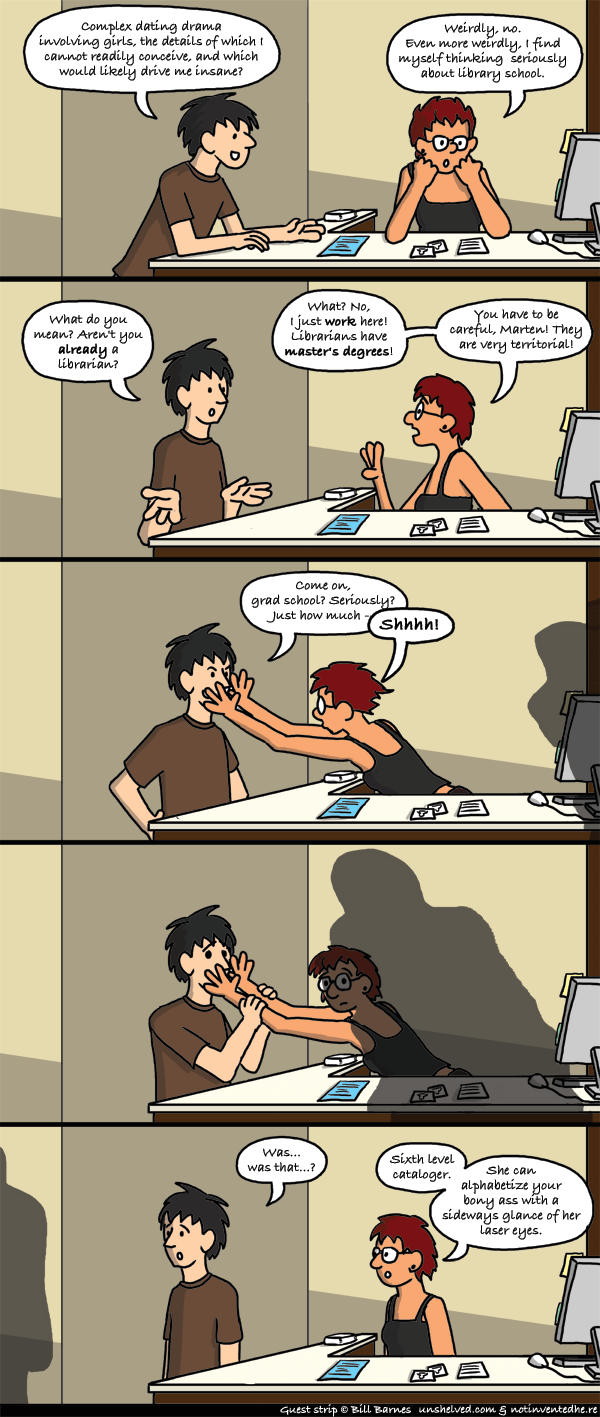 Complex dating drama
involving girls, the details of which I
cannot readily conceive, and which
would likely drive me insane?
Weirdly, no.
Even more weirdly, I find
myself thinking seriously
about library school.
What do you
mean? Aren't you
already a
librarian?
What? No,
I just work here!
Librarians have
master's degrees!
You have to be
careful, Marten! They
are very territorial!
Come on,
grad school? Seriously?
Just how much -
Shhhh!
Was...
was that...?
Sixth level
cataloger.
She can
alphabetize your
bony ass with a
sideways glance of her
laser eyes.
Guest strip © Bill Barnes unshelved.com & notinventedhe.re